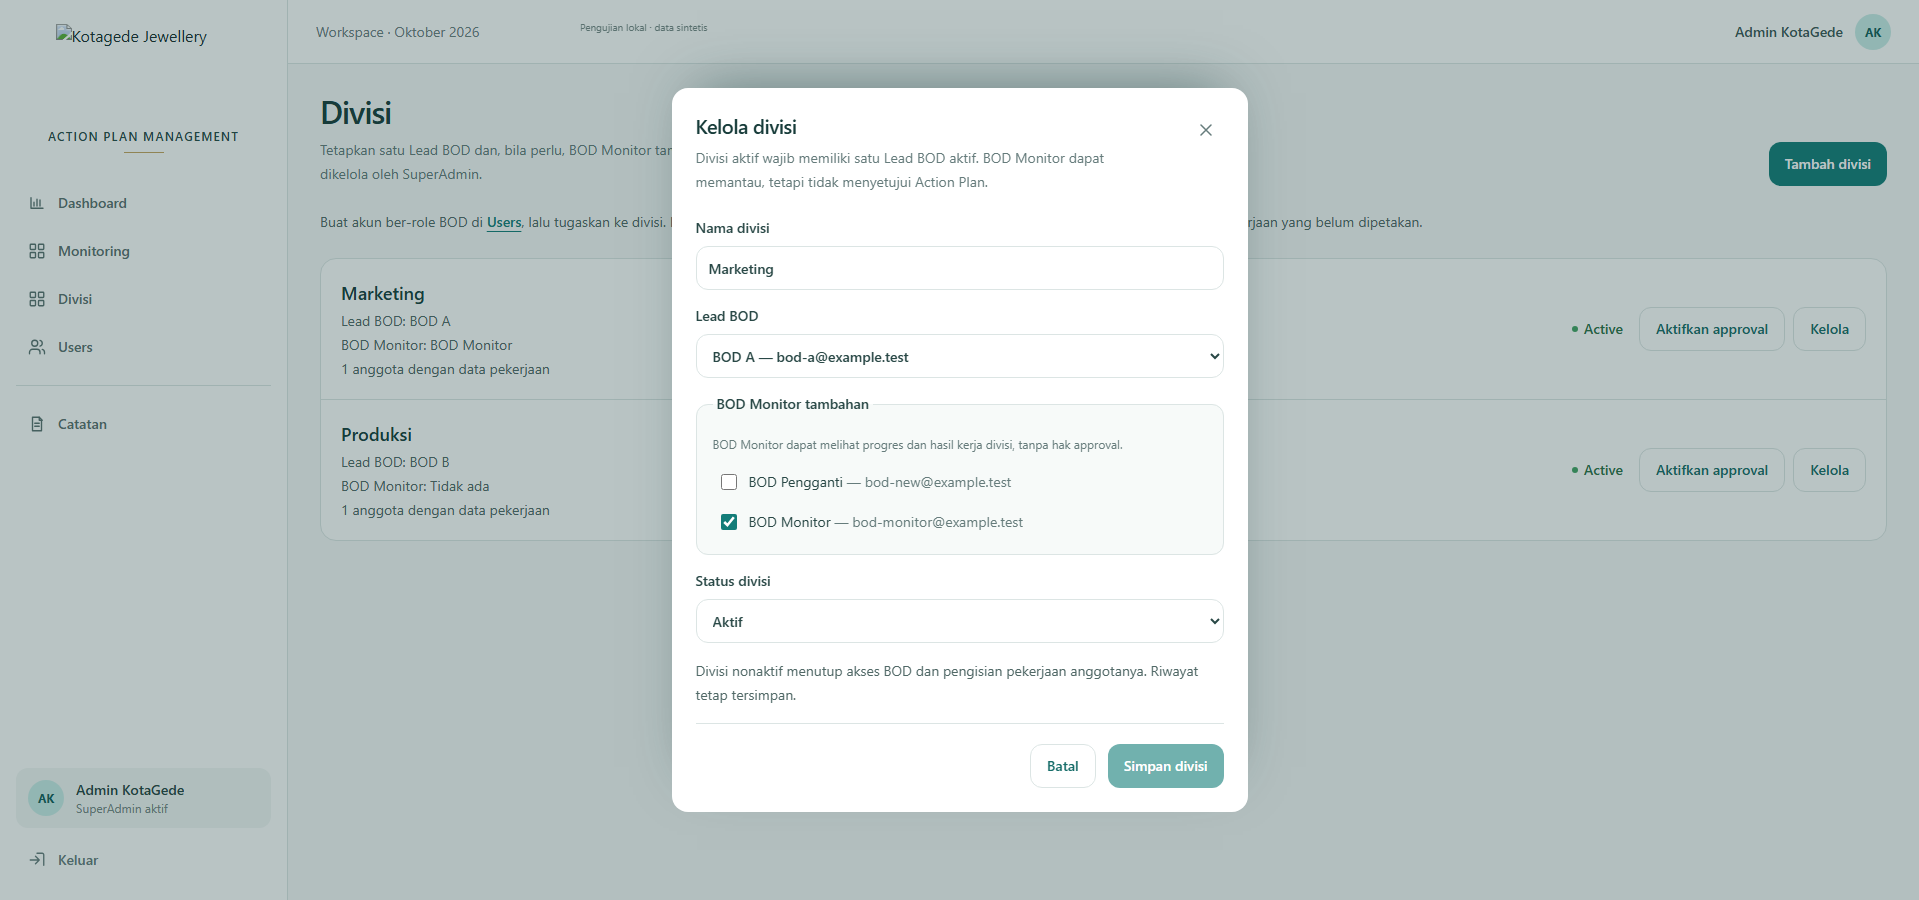 Kotagede Jewellery
ACTION PLAN MANAGEMENT
Dashboard
Monitoring
Divisi
Users
Catatan
AK
Admin KotaGede
SuperAdmin aktif
Keluar
Workspace · Oktober 2026
Pengujian lokal · data sintetis
Admin KotaGede
AK
Divisi
Tetapkan satu Lead BOD dan, bila perlu, BOD Monitor
dikelola oleh SuperAdmin.
Tambah divisi
Buat akun ber-role BOD di Users, lalu tugaskan ke divisi.
yang belum dipetakan.
Marketing
Lead BOD: BOD A
BOD Monitor: BOD Monitor
1 anggota dengan data pekerjaan
Active
Aktifkan approval
Kelola
Produksi
Lead BOD: BOD B
BOD Monitor: Tidak ada
1 anggota dengan data pekerjaan
Active
Aktifkan approval
Kelola
Kelola divisi
Divisi aktif wajib memiliki satu Lead BOD aktif. BOD Monitor dapat
memantau, tetapi tidak menyetujui Action Plan.
Nama divisi
Marketing
Lead BOD
BOD A — bod-a@example.test
BOD Monitor tambahan
BOD Monitor dapat melihat progres dan hasil kerja divisi, tanpa hak approval.
BOD Pengganti — bod-new@example.test
BOD Monitor — bod-monitor@example.test
Status divisi
Aktif
Divisi nonaktif menutup akses BOD dan pengisian pekerjaan anggotanya. Riwayat
tetap tersimpan.
Batal
Simpan divisi